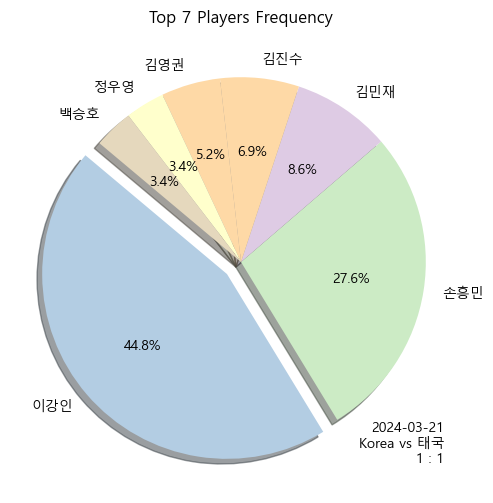 Top 7 Players Frequency
김진수
김영권
정우영
김민재
백승호
5.2%
6.9%
3.4%
8.6%
3.4%
27.6%
손흥민
44.8%
이강인
2024-03-21
Korea vs 태국
1 : 1